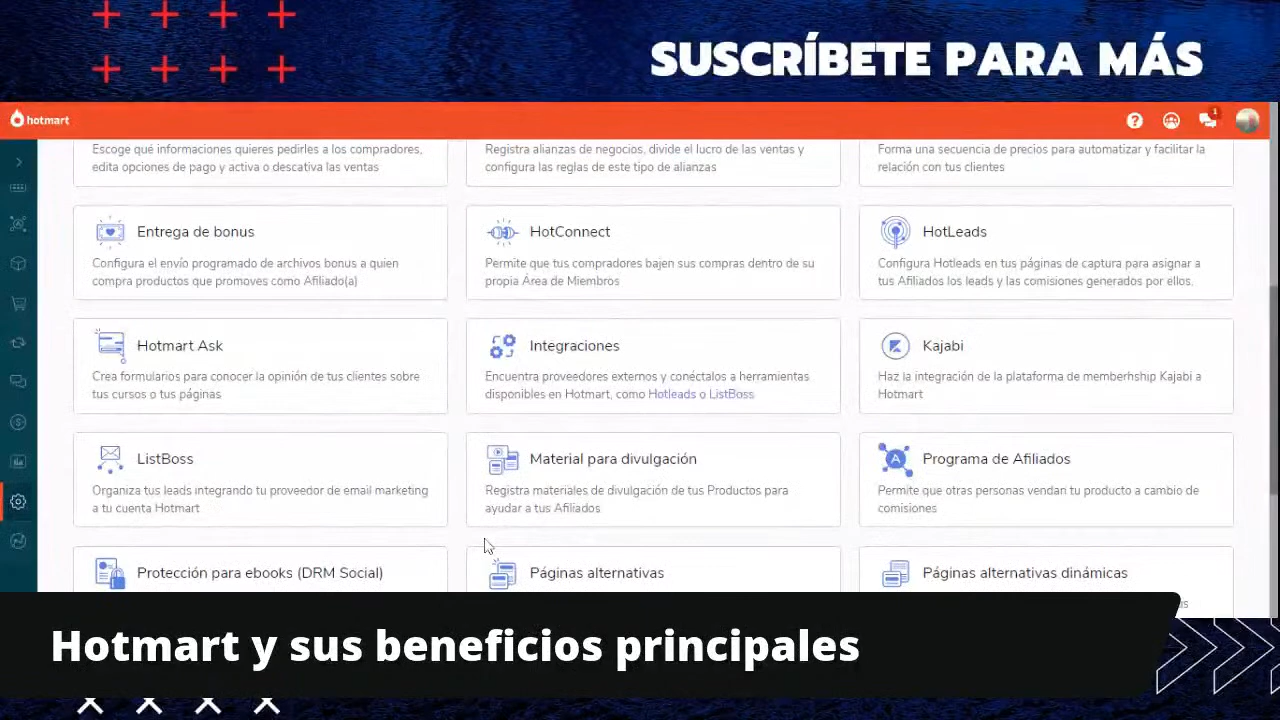 SUSCRÍBETE PARA MÁS
hotmart
1
Escoge qué informaciones quieres pedirles a los compradores,
edita opciones de pago y activa o descativa las ventas
Registra alianzas de negocios, divide el lucro de las ventas y
configura las reglas de este tipo de alianzas
Forma una secuencia de precios para automatizar y facilitar la
relación con tus clientes
Entrega de bonus
Configura el envío programado de archivos bonus a quien
compra productos que promueves como Afiliado(a)
HotConnect
Permite que tus compradores bajen sus compras dentro de su
propia Área de Miembros
HotLeads
Configura Hotleads en tus páginas de captura para asignar a
tus Afiliados los leads y las comisiones generados por ellos.
Hotmart Ask
Crea formularios para conocer la opinión de tus clientes sobre
tus cursos o tus páginas
Integraciones
Encuentra proveedores externos y conéctalos a herramientas
disponibles en Hotmart, como Hotleads o ListBoss
Kajabi
Haz la integración de la plataforma de memberhship Kajabi a
Hotmart
ListBoss
Organiza tus leads integrando tu proveedor de email marketing
a tu cuenta Hotmart
Material para divulgación
Registra materiales de divulgación de tus Productos para
ayudar a tus Afiliados
Programa de Afiliados
Permite que otras personas vendan tu producto a cambio de
comisiones
Protección para ebooks (DRM Social)
Páginas alternativas
Páginas alternativas dinámicas
Hotmart y sus beneficios principales